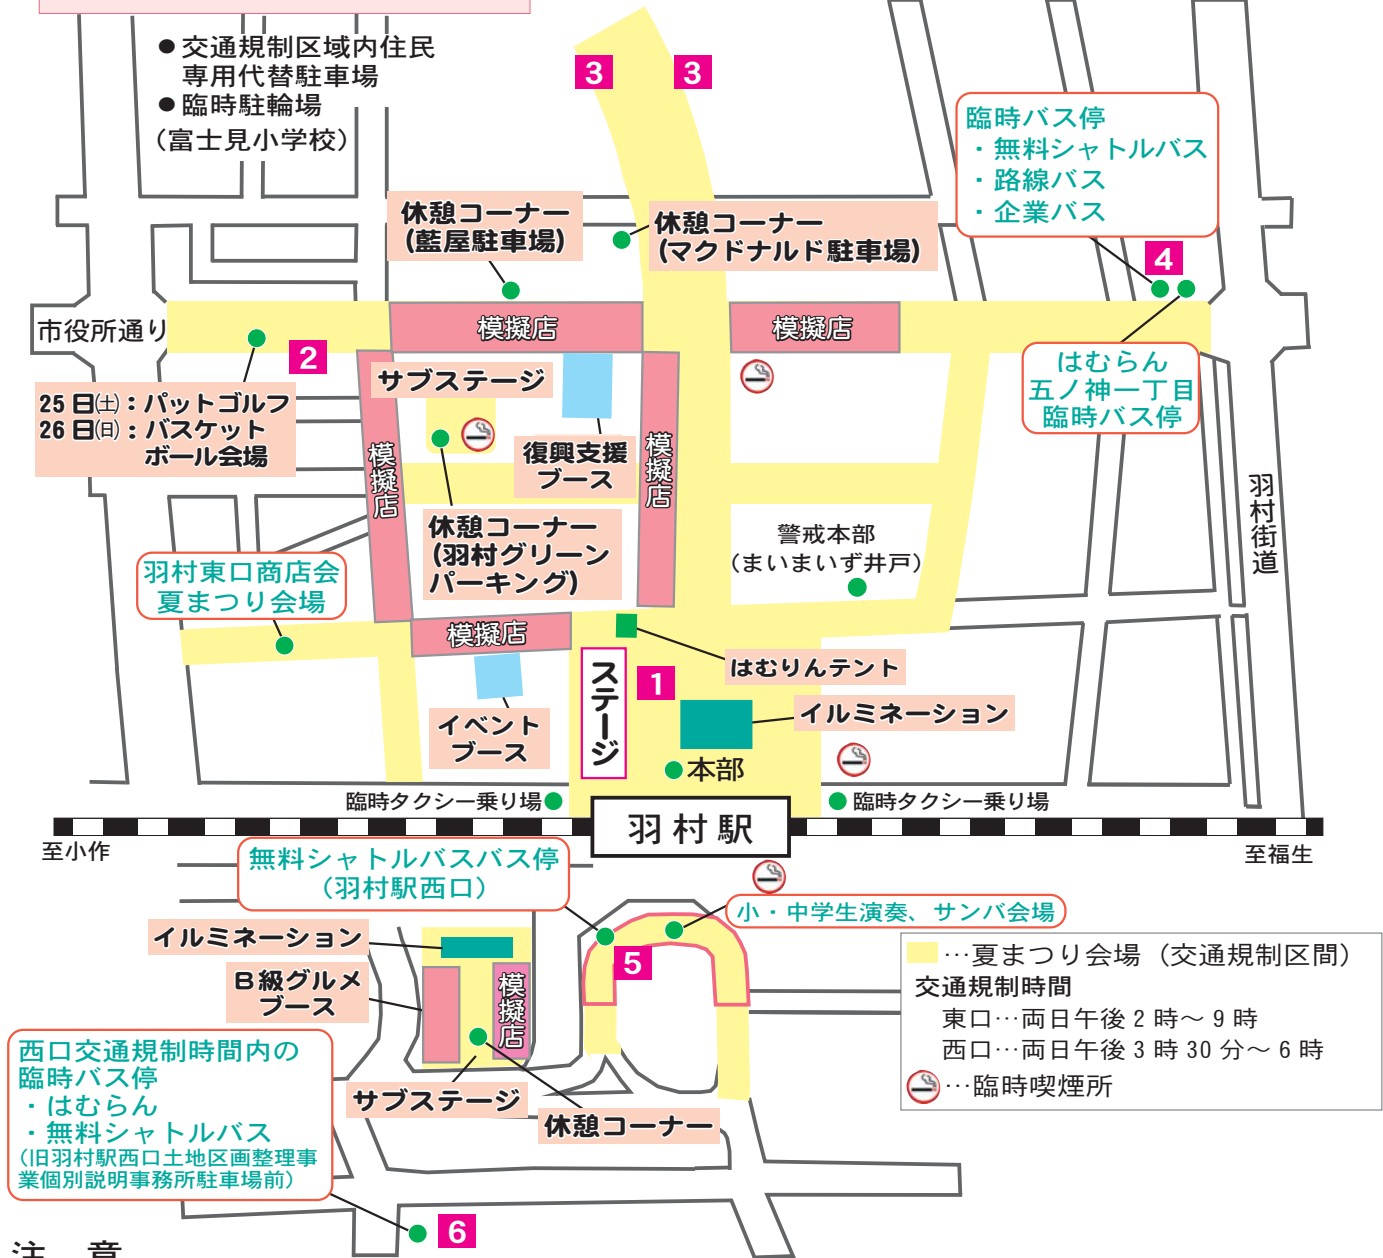 ●交通規制区域内住民
専用代替駐車場
●臨時駐輪場
（富士見小学校）
3
3
臨時バス停
・無料シャトルバス
・路線バス
・企業バス
休憩コーナー
(藍屋駐車場)
休憩コーナー
(マクドナルド駐車場)
4
市役所通り
模擬店
模擬店
2
サブステージ
はむらん
五ノ神一丁目
臨時バス停
25日㈯：パットゴルフ
26日㈰：バスケット
ボール会場
模擬店
復興支援
ブース
模擬店
羽村街道
休憩コーナー
(羽村グリーン
パーキング)
警戒本部
（まいまいず井戸）
羽村東口商店会
夏まつり会場
模擬店
はむりんテント
ステージ
1
イベント
ブース
イルミネーション
本部
臨時タクシー乗り場
臨時タクシー乗り場
羽村駅
至小作
至福生
無料シャトルバスバス停
（羽村駅西口）
小・中学生演奏、サンバ会場
イルミネーション
5
…夏まつり会場（交通規制区間）
B級グルメ
ブース
模擬店
交通規制時間
東口…両日午後2時～9時
西口…両日午後3時30分～6時
…臨時喫煙所
西口交通規制時間内の
臨時バス停
・はむらん
・無料シャトルバス
(旧羽村駅西口土地区画整理事
業個別説明事務所駐車場前)
サブステージ
休憩コーナー
6
注 意